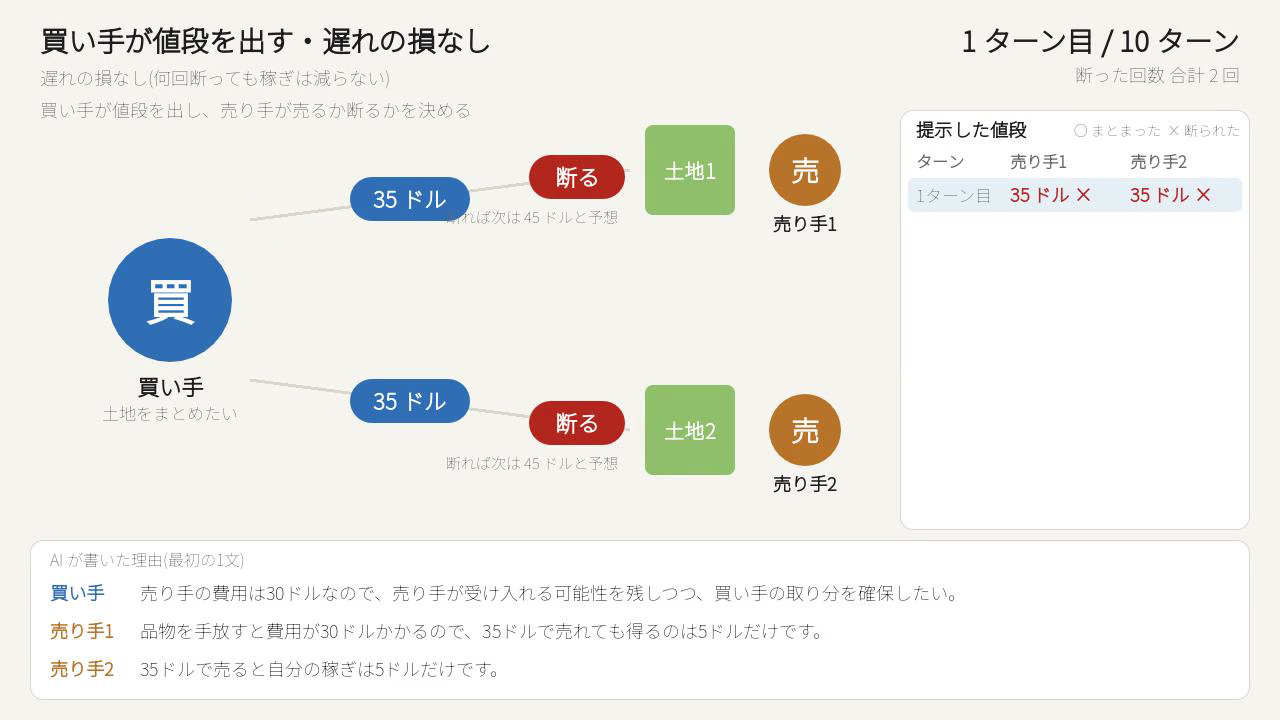 買い手が値段を出す・遅れの損なし
1 ターン目 / 10 ターン
遅れの損なし(何回断っても稼ぎは減らない)
断った回数 合計 2 回
買い手が値段を出し、売り手が売るか断るかを決める
提示した値段
○ まとまった × 断られた
ターン 売り手1 売り手2
1ターン目 35 ドル × 35 ドル ×
35 ドル
断る
断れば次は 45 ドルと予想
土地1
売
売り手1
買
買い手
土地をまとめたい
35 ドル
断る
断れば次は 45 ドルと予想
土地2
売
売り手2
AI が書いた理由(最初の1文)
買い手 売り手の費用は30ドルなので、売り手が受け入れる可能性を残しつつ、買い手の取り分を確保したい。
売り手1 品物を手放すと費用が30ドルかかるので、35ドルで売れても得るのは5ドルだけです。
売り手2 35ドルで売ると自分の稼ぎは5ドルだけです。